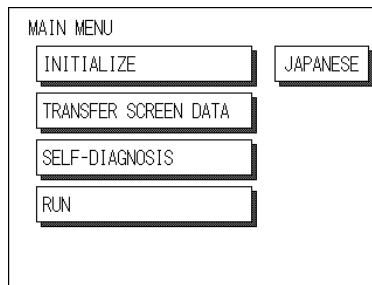 MAIN MENU
INITIALIZE
JAPANESE
TRANSFER SCREEN DATA
SELF-DIAGNOSIS
RUN